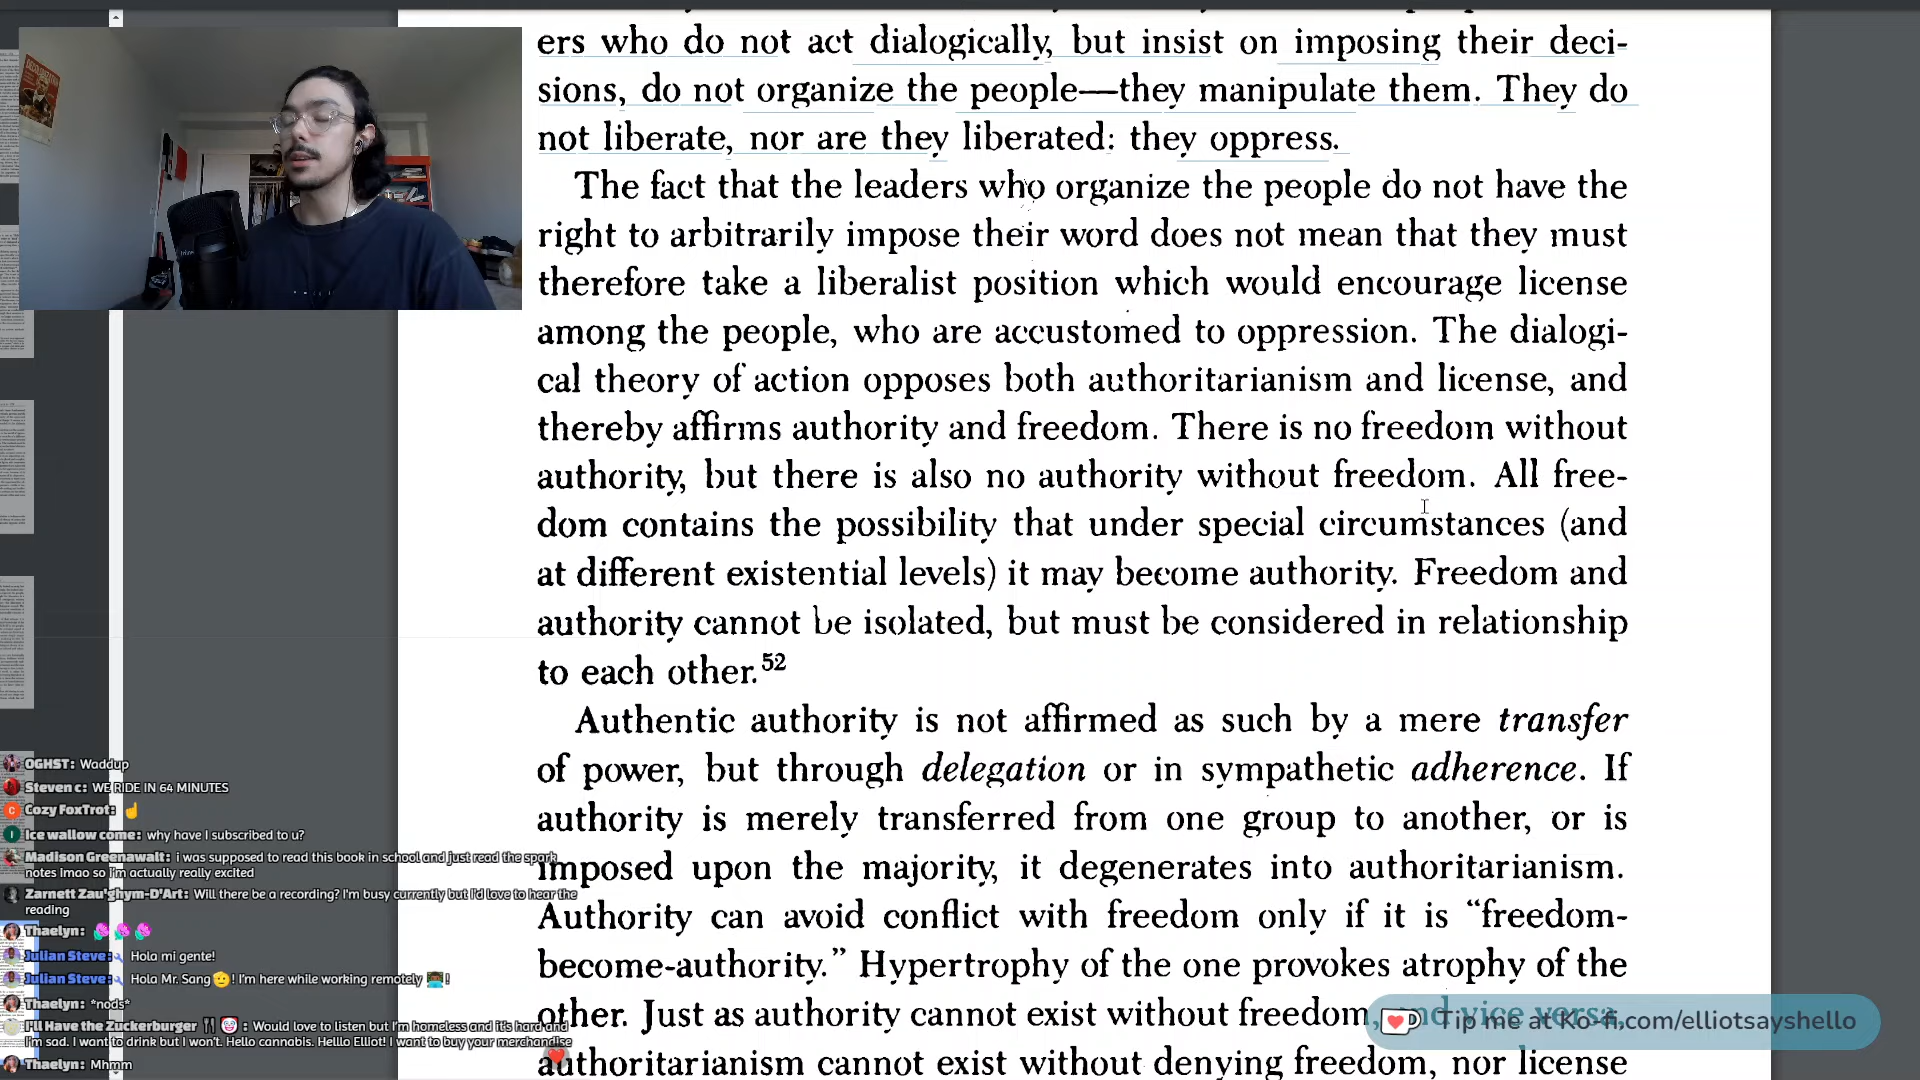 ers who do not act dialogically, but insist on imposing their deci-
sions, do not organize the people—they manipulate them. They do
not liberate, nor are they liberated: they oppress.
The fact that the leaders who organize the people do not have the
right to arbitrarily impose their word does not mean that they must
therefore take a liberalist position which would encourage license
among the people, who are accustomed to oppression. The dialogi-
cal theory of action opposes both authoritarianism and license, and
thereby affirms authority and freedom. There is no freedom without
authority, but there is also no authority without freedom. All free-
dom contains the possibility that under special circumstances (and
at different existential levels) it may become authority. Freedom and
authority cannot be isolated, but must be considered in relationship
to each other.52
Authentic authority is not affirmed as such by a mere transfer
of power, but through delegation or in sympathetic adherence. If
authority is merely transferred from one group to another, or is
imposed upon the majority, it degenerates into authoritarianism.
Authority can avoid conflict with freedom only if it is “freedom-
become-authority.” Hypertrophy of the one provokes atrophy of the
other. Just as authority cannot exist without freedom, and vice versa,
authoritarianism cannot exist without denying freedom, nor license
OGHST: Waddup
Steven c: WE RIDE IN 64 MINUTES
Cozy FoxTrot: ☝
Ice wallow come: why have I subscribed to u?
Madison Greenawalt: i was supposed to read this book in school and just read the spark
notes lmao so i'm actually really excited
Zarnett Zau'ghym-D'Art: Will there be a recording? I'm busy currently but I'd love to hear the
reading
Thaelyn:
Julian Steve: Hola mi gente!
Julian Steve: Hola Mr. Sang! I'm here while working remotely !
Thaelyn: *nods*
I'll Have the Zuckerburger : Would love to listen but I'm homeless and it's hard and
I'm sad. I want to drink but I won't. Hello cannabis. Helllo Elliot! I want to buy your merchandise
Thaelyn: Mhmm
Tip me at Ko-fi.com/elliotsayshello